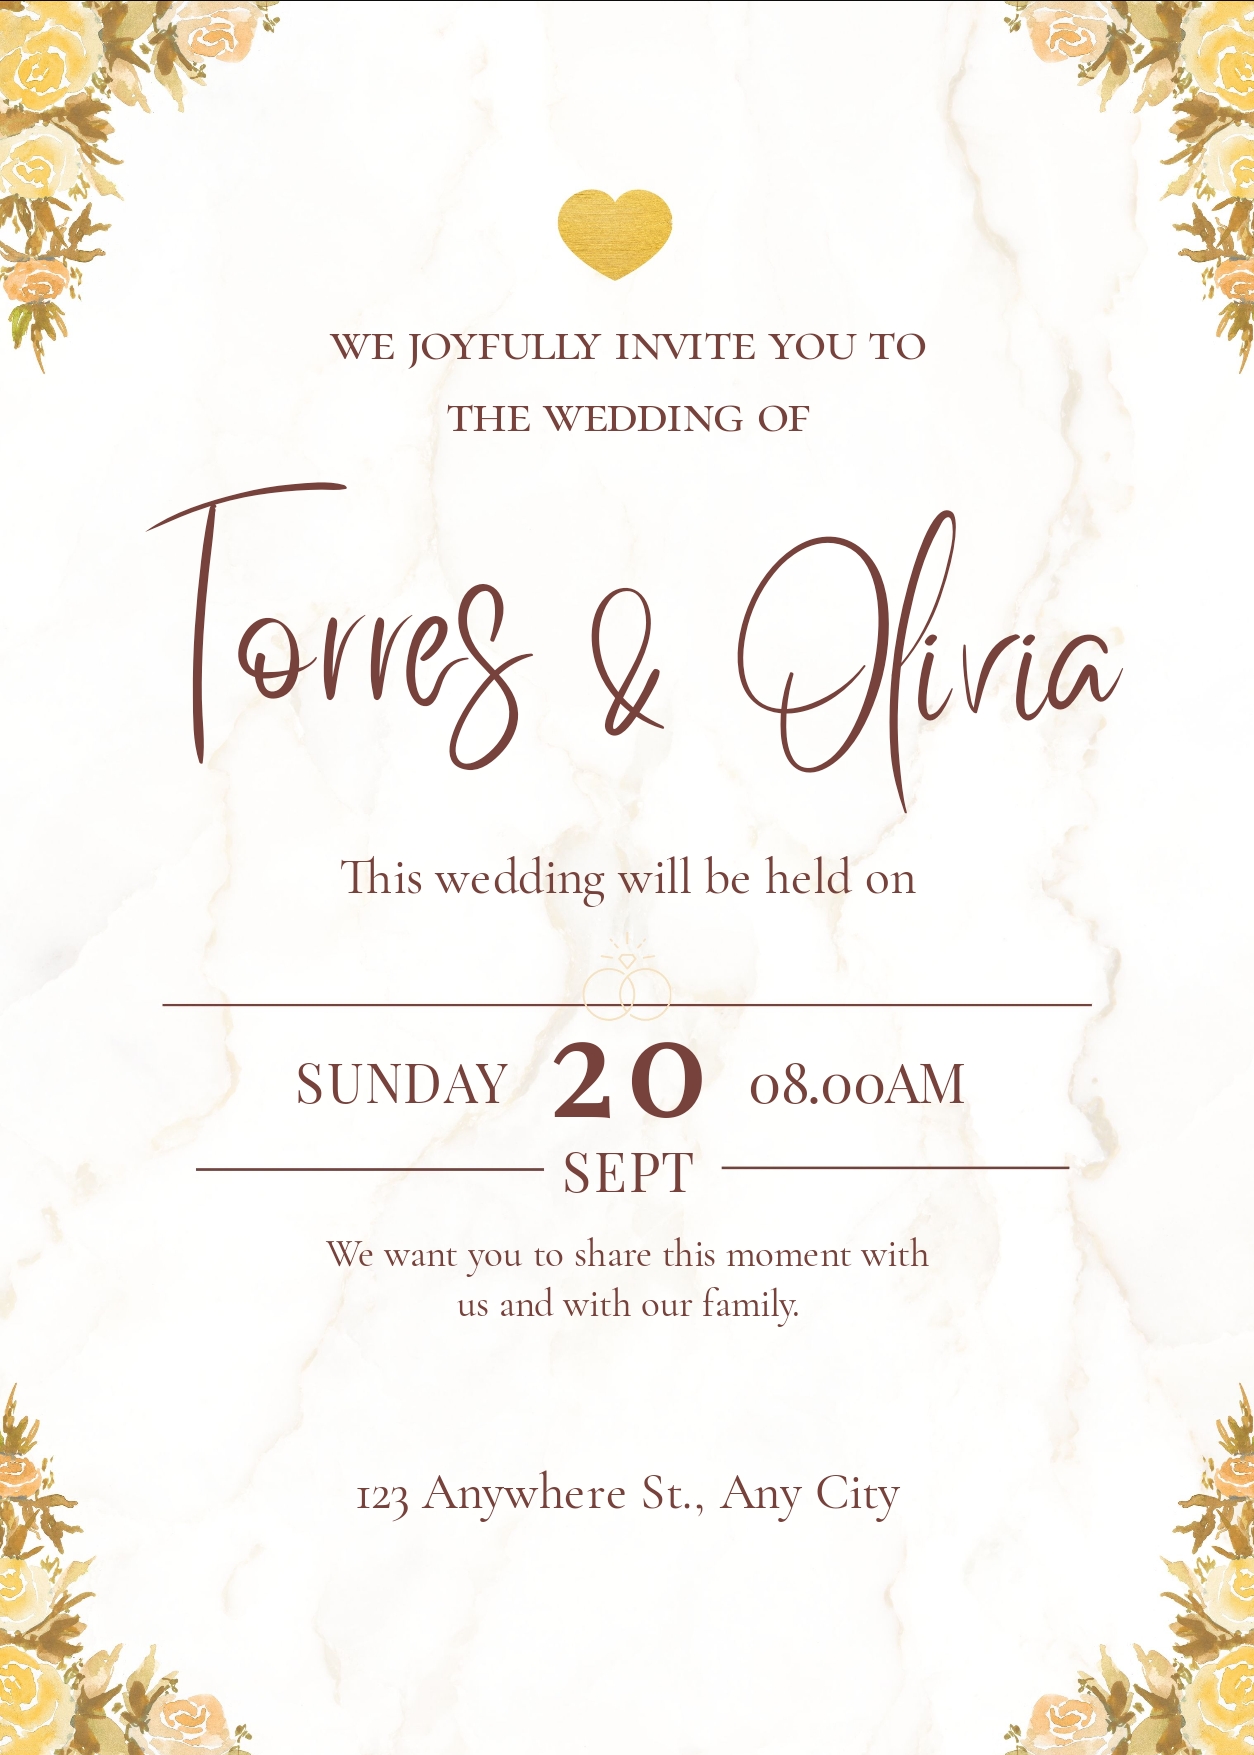 WE JOYFULLY INVITE YOU TO
THE WEDDING OF
Torres & Olivia
This wedding will be held on
SUNDAY 20 08.00AM
SEPT
We want you to share this moment with
us and with our family.
123 Anywhere St., Any City